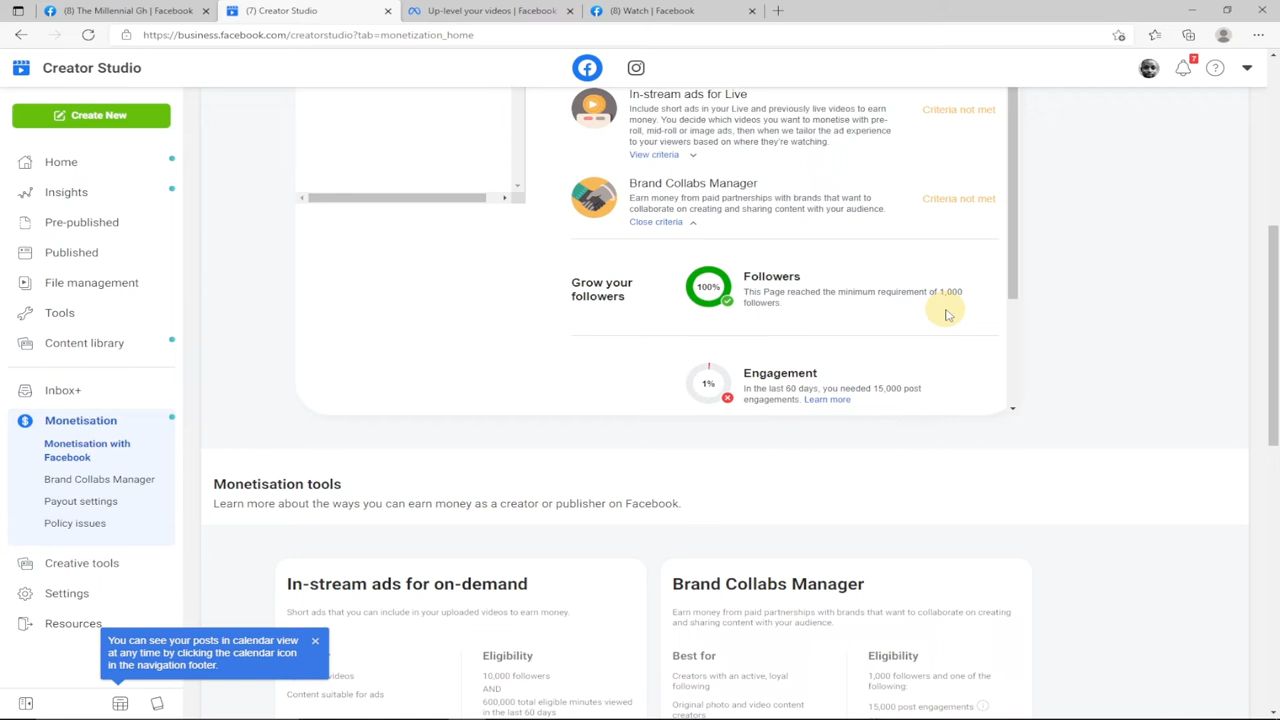 (8) The Millennial Gh | Facebook
(7) Creator Studio
Up-level your videos | Facebook
(8) Watch | Facebook
https://business.facebook.com/creatorstudio?tab=monetization_home
Creator Studio
7
Create New
Home
Insights
Pre-published
Published
File management
Tools
Content library
Inbox+
Monetisation
Monetisation with
Facebook
Brand Collabs Manager
Payout settings
Policy issues
Creative tools
Settings
Resources
You can see your posts in calendar view
at any time by clicking the calendar icon
in the navigation footer.
In-stream ads for Live
Include short ads in your Live and previously live videos to earn
money. You decide which videos you want to monetise with pre-
roll, mid-roll or image ads, then when we tailor the ad experience
to your viewers based on where they're watching.
View criteria
Criteria not met
Brand Collabs Manager
Earn money from paid partnerships with brands that want to
collaborate on creating and sharing content with your audience.
Close criteria
Criteria not met
Grow your
followers
100%
Followers
This Page reached the minimum requirement of 1,000
followers.
1%
Engagement
In the last 60 days, you needed 15,000 post
engagements. Learn more
Monetisation tools
Learn more about the ways you can earn money as a creator or publisher on Facebook.
In-stream ads for on-demand
Short ads that you can include in your uploaded videos to earn money.
videos
Content suitable for ads
Eligibility
10,000 followers
AND
600,000 total eligible minutes viewed
in the last 60 days
Brand Collabs Manager
Earn money from paid partnerships with brands that want to collaborate on creating
and sharing content with your audience.
Best for
Creators with an active, loyal
following
Original photo and video content
creators
Eligibility
1,000 followers and one of the
following:
15,000 post engagements